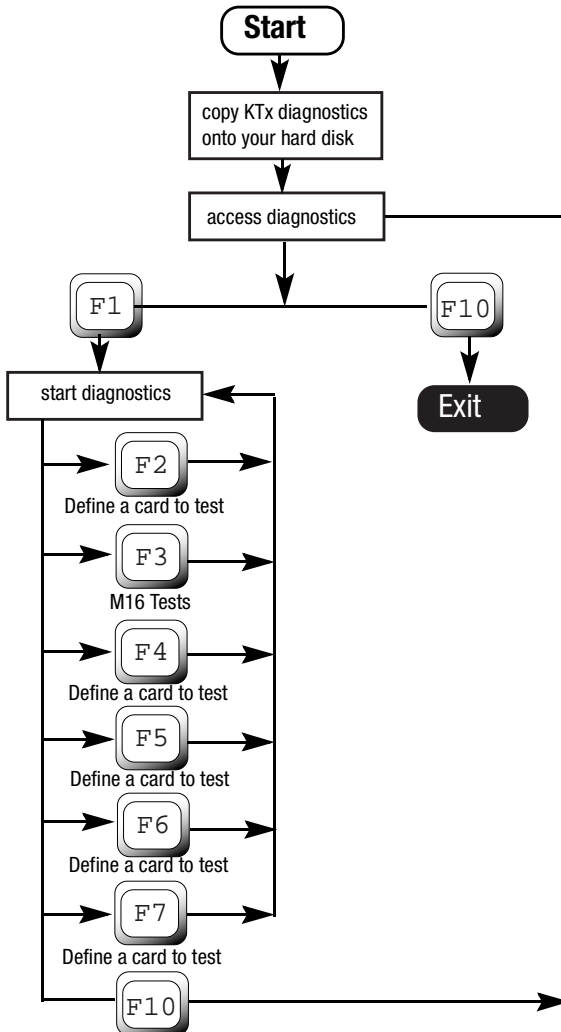 Start
copy KTx diagnostics
onto your hard disk
access diagnostics
F1
F10
start diagnostics
Exit
F2
Define a card to test
F3
M16 Tests
F4
Define a card to test
F5
Define a card to test
F6
Define a card to test
F7
Define a card to test
F10